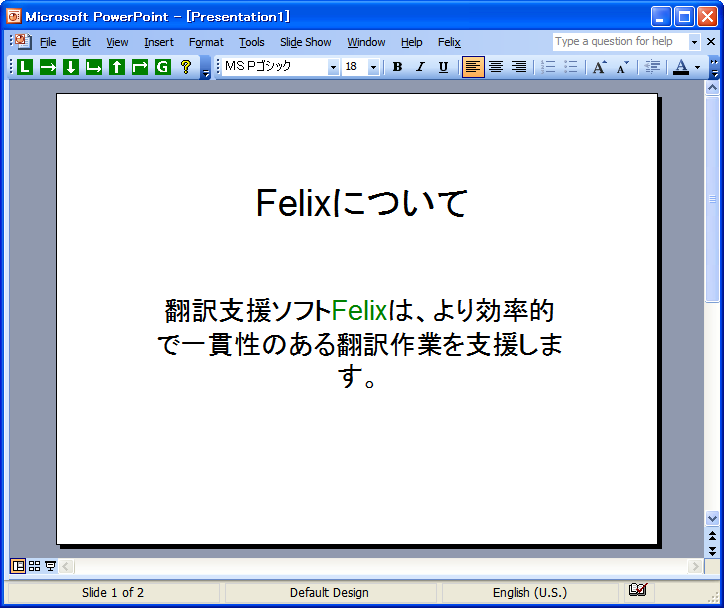 Microsoft PowerPoint - [Presentation1]
File Edit View Insert Format Tools Slide Show Window Help Felix Type a question for help
L G ? MS Pゴシック 18 B I U A A A
Felixについて
翻訳支援ソフトFelixは、より効率的
で一貫性のある翻訳作業を支援しま
す。
Slide 1 of 2 Default Design English (U.S.)